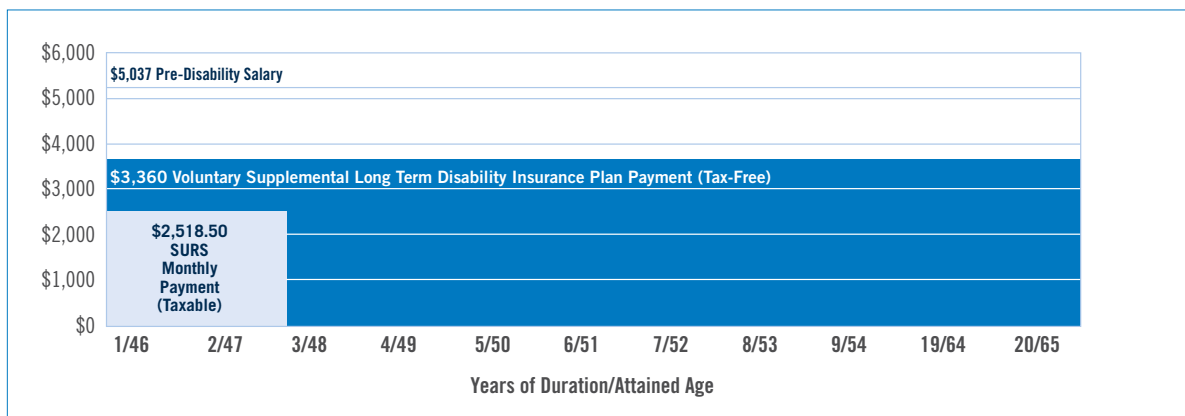 $6,000
$5,037 Pre-Disability Salary
$5,000
$4,000
$3,360 Voluntary Supplemental Long Term Disability Insurance Plan Payment (Tax-Free)
$3,000
$2,518.50
SURS
Monthly
Payment
(Taxable)
$2,000
$1,000
$0
1/46 2/47 3/48 4/49 5/50 6/51 7/52 8/53 9/54 19/64 20/65
Years of Duration/Attained Age